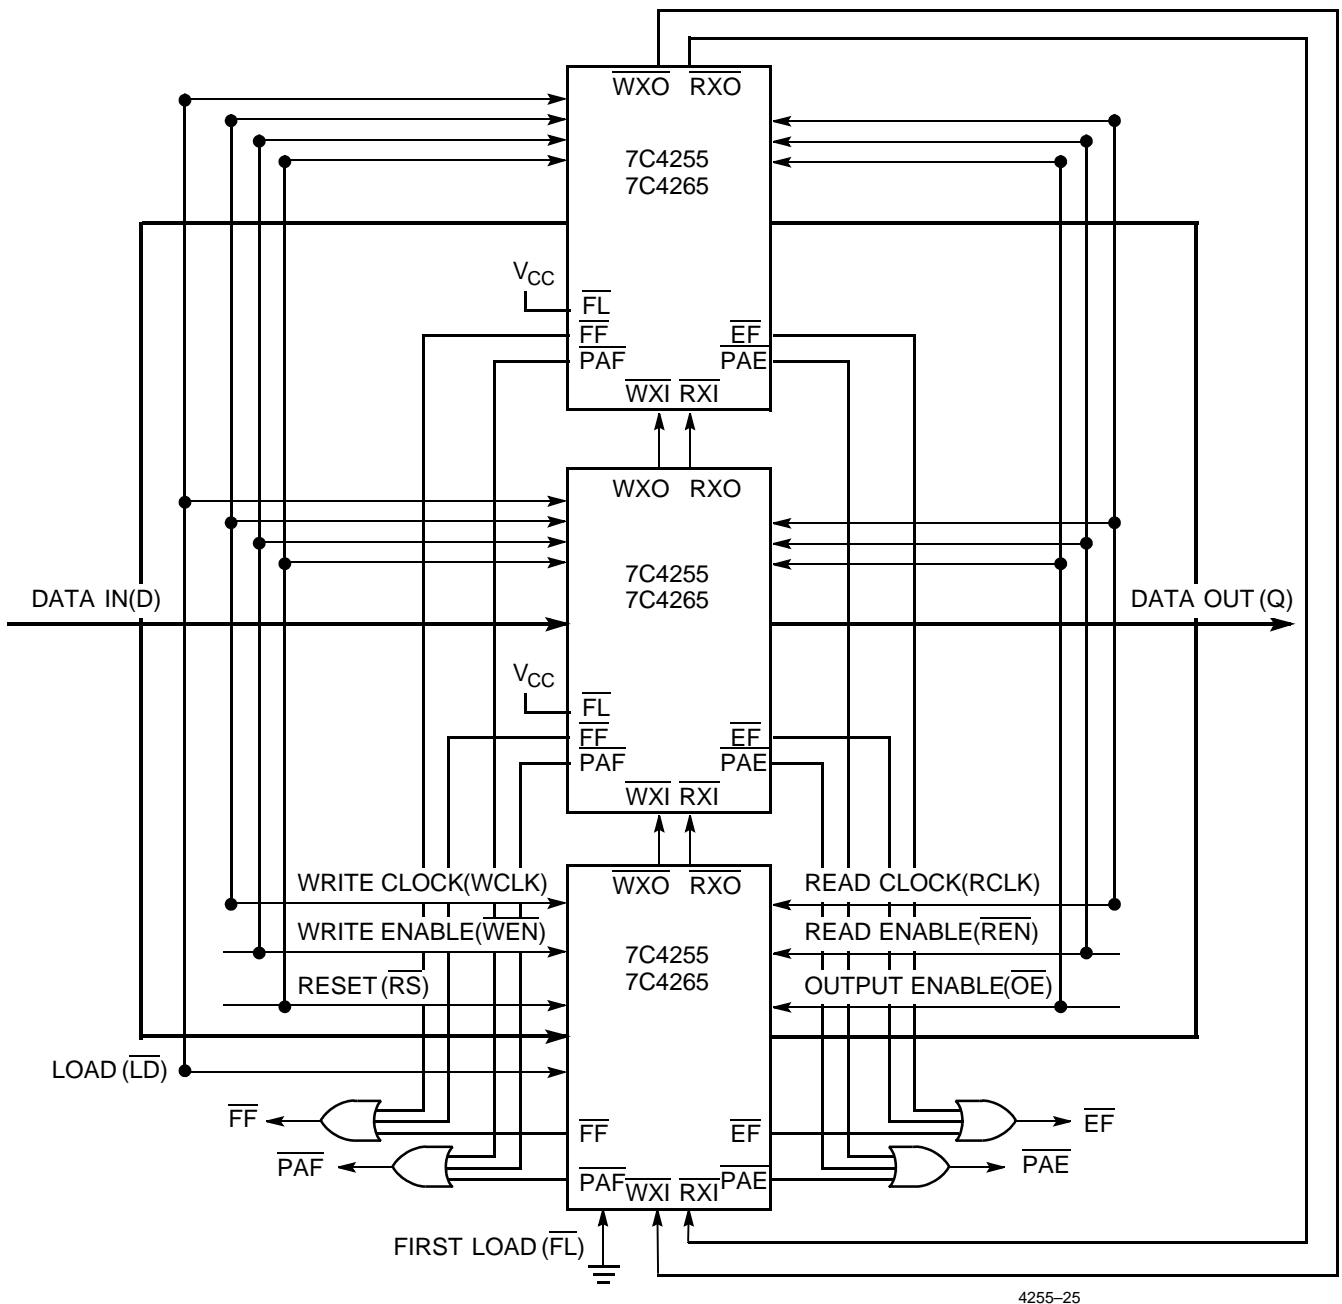 WXO RXO
7C4255
7C4265
VCC
FL
FF EF
PAF PAE
WXI RXI
WXO RXO
7C4255
7C4265
DATA IN(D) DATA OUT (Q)
VCC
FL
FF EF
PAF PAE
WXI RXI
WXO RXO
WRITE CLOCK(WCLK) READ CLOCK(RCLK)
WRITE ENABLE(WEN) READ ENABLE(REN)
7C4255
7C4265
RESET (RS) OUTPUT ENABLE(OE)
LOAD (LD)
FF FF EF EF
PAF PAE
PAF WXI RXI PAE
FIRST LOAD (FL)
4255–25